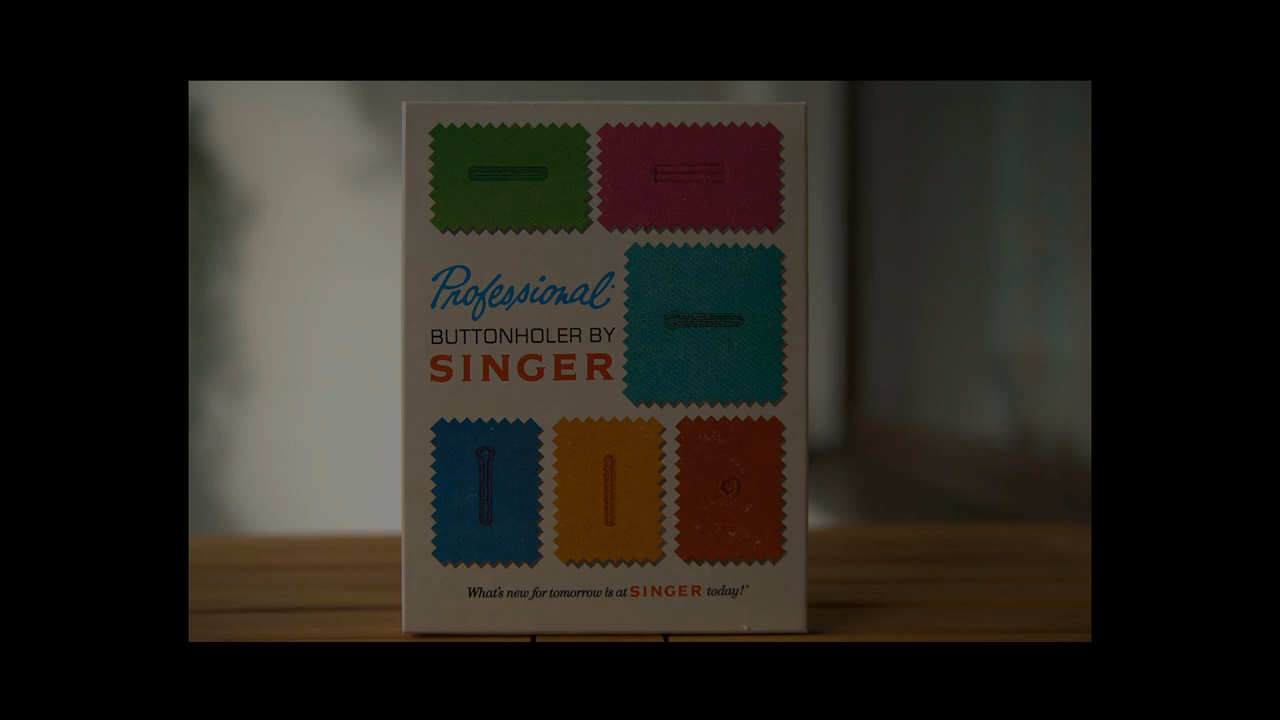 Professional*
BUTTONHOLER BY
SINGER
What's new for tomorrow is at SINGER today!*